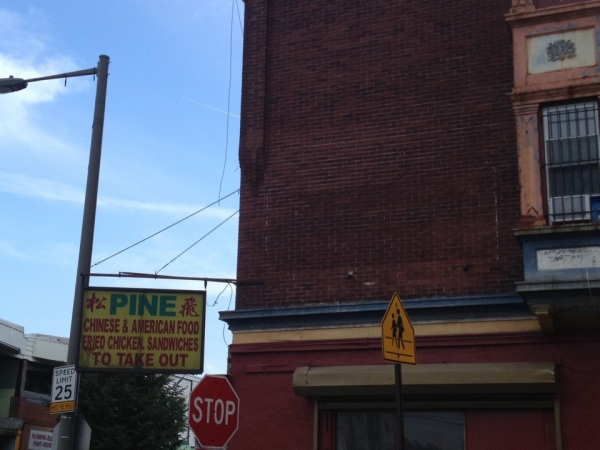 松 PINE 飛
CHINESE & AMERICAN FOOD
FRIED CHICKEN, SANDWICHES
TO TAKE OUT
SPEED
LIMIT
25
STOP